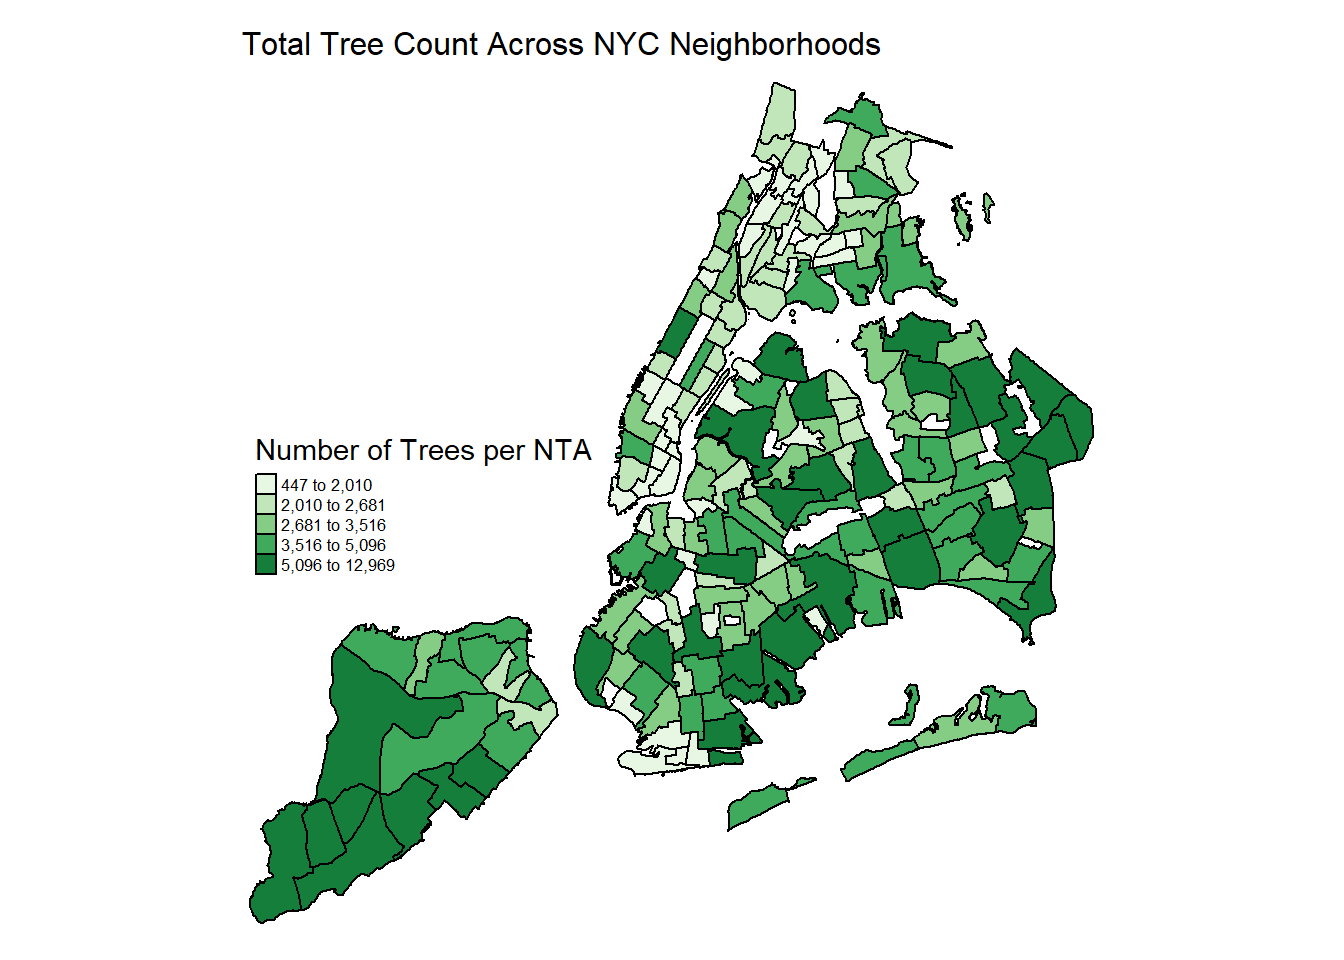 Total Tree Count Across NYC Neighborhoods
Number of Trees per NTA
447 to 2,010
2,010 to 2,681
2,681 to 3,516
3,516 to 5,096
5,096 to 12,969